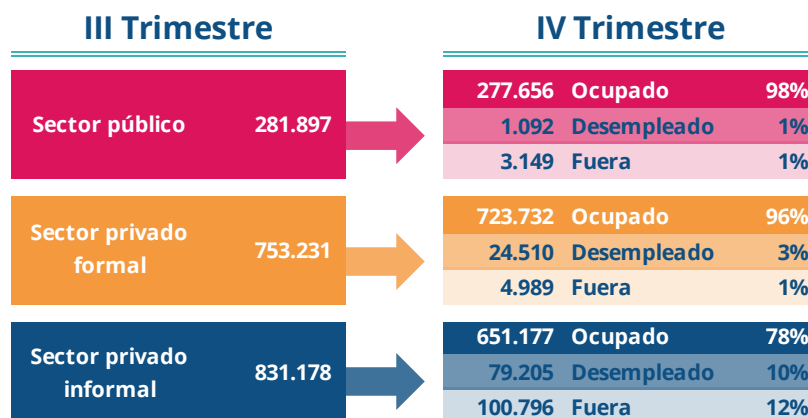 III Trimestre
IV Trimestre
Sector público 281.897
277.656 Ocupado 98%
1.092 Desempleado 1%
3.149 Fuera 1%
Sector privado
formal
753.231
723.732 Ocupado 96%
24.510 Desempleado 3%
4.989 Fuera 1%
Sector privado
informal
831.178
651.177 Ocupado 78%
79.205 Desempleado 10%
100.796 Fuera 12%